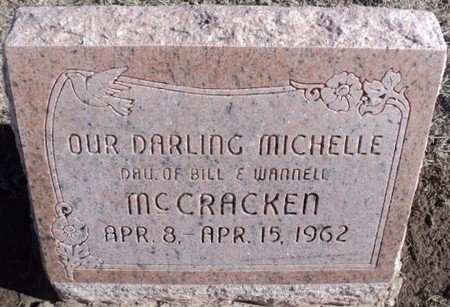 OUR DARLING MICHELLE
DAU. OF BILL & WANNELL
MCCRACKEN
APR. 8, - APR. 15, 1962